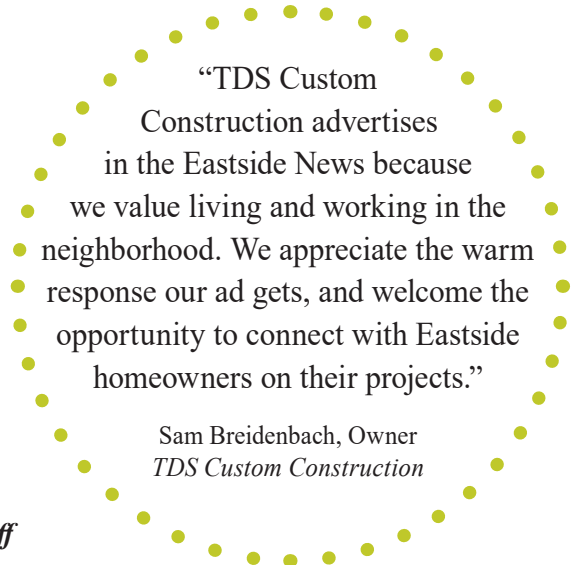 “TDS Custom
Construction advertises
in the Eastside News because
we value living and working in the
neighborhood. We appreciate the warm
response our ad gets, and welcome the
opportunity to connect with Eastside
homeowners on their projects.”
Sam Breidenbach, Owner
TDS Custom Construction
ff